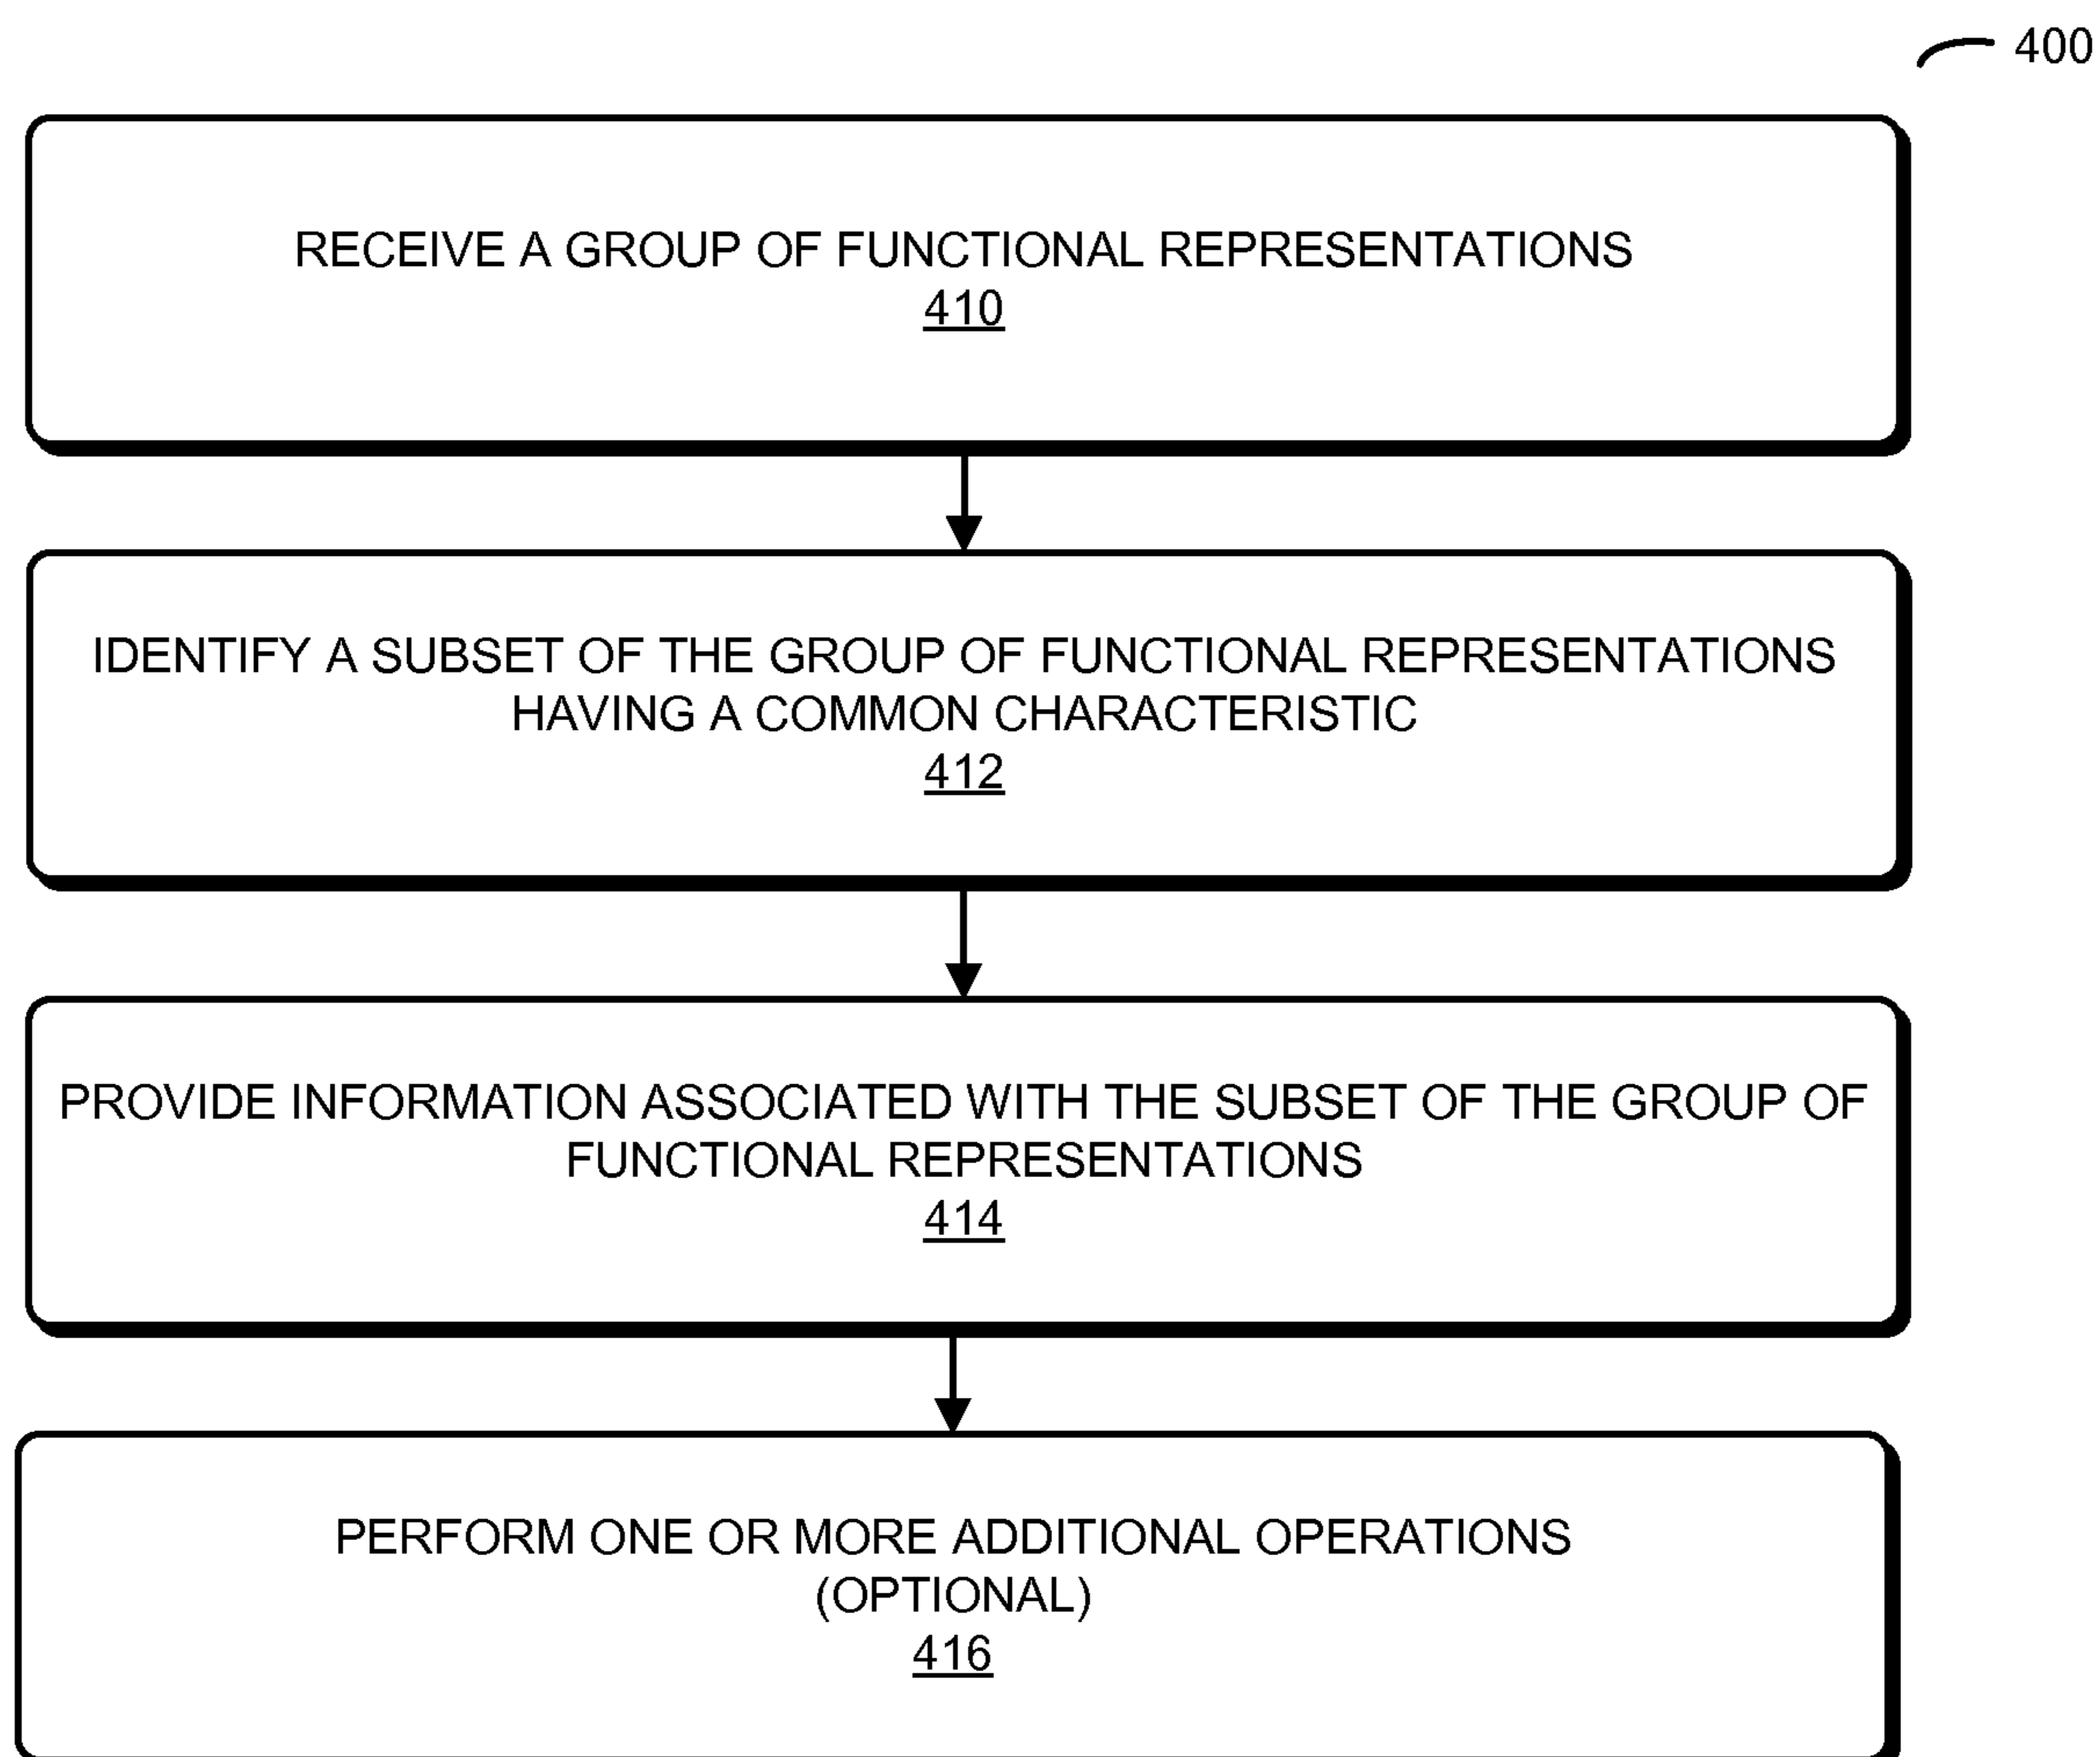 400
RECEIVE A GROUP OF FUNCTIONAL REPRESENTATIONS
410
IDENTIFY A SUBSET OF THE GROUP OF FUNCTIONAL REPRESENTATIONS
HAVING A COMMON CHARACTERISTIC
412
PROVIDE INFORMATION ASSOCIATED WITH THE SUBSET OF THE GROUP OF
FUNCTIONAL REPRESENTATIONS
414
PERFORM ONE OR MORE ADDITIONAL OPERATIONS
(OPTIONAL)
416